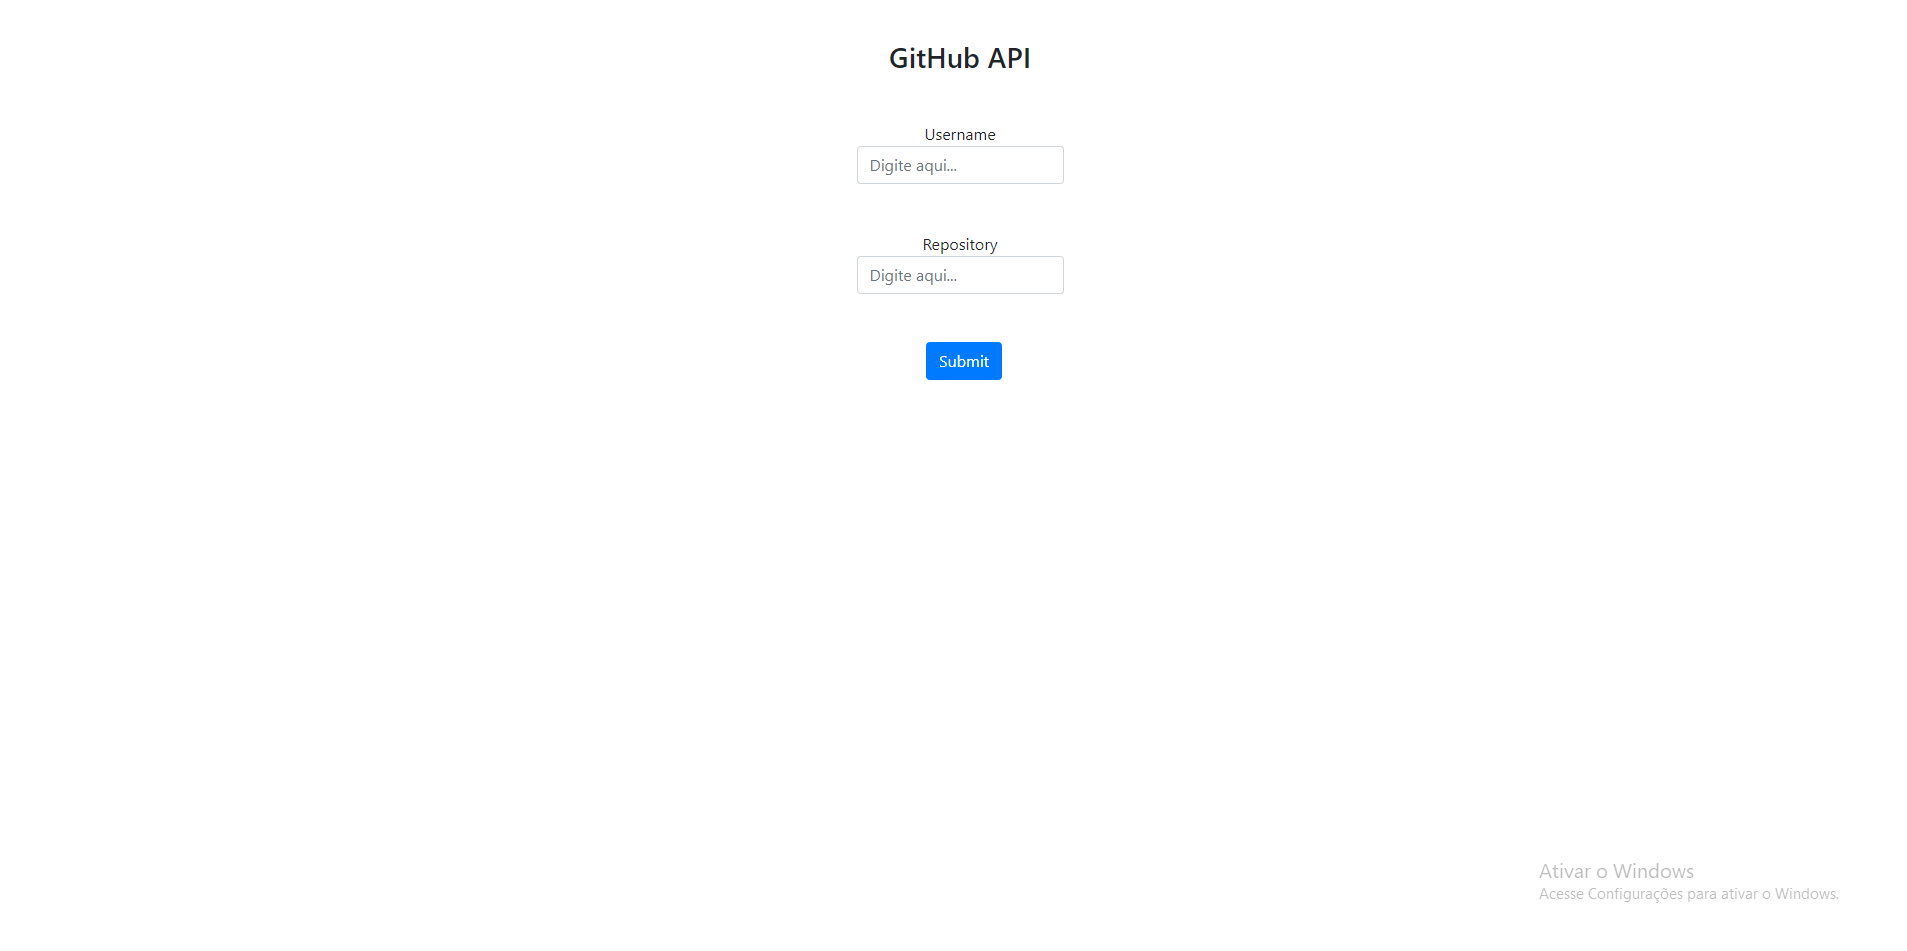 GitHub API
Username
Digite aqui...
Repository
Digite aqui...
Submit
Ativar o Windows
Acesse Configurações para ativar o Windows.